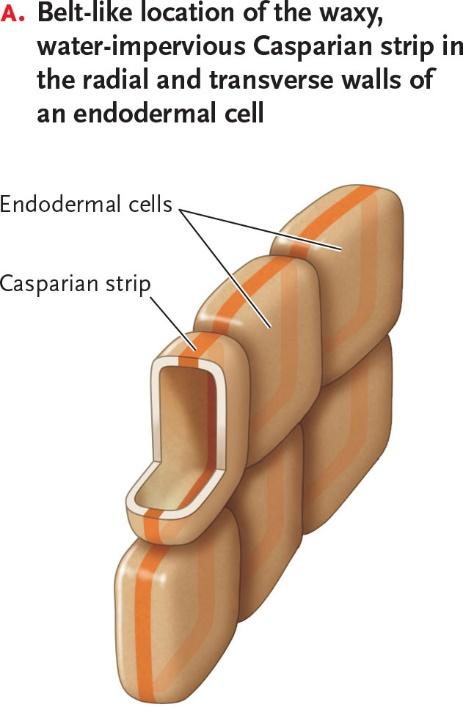 A. Belt-like location of the waxy,
water-impervious Casparian strip in
the radial and transverse walls of
an endodermal cell
Endodermal cells
Casparian strip